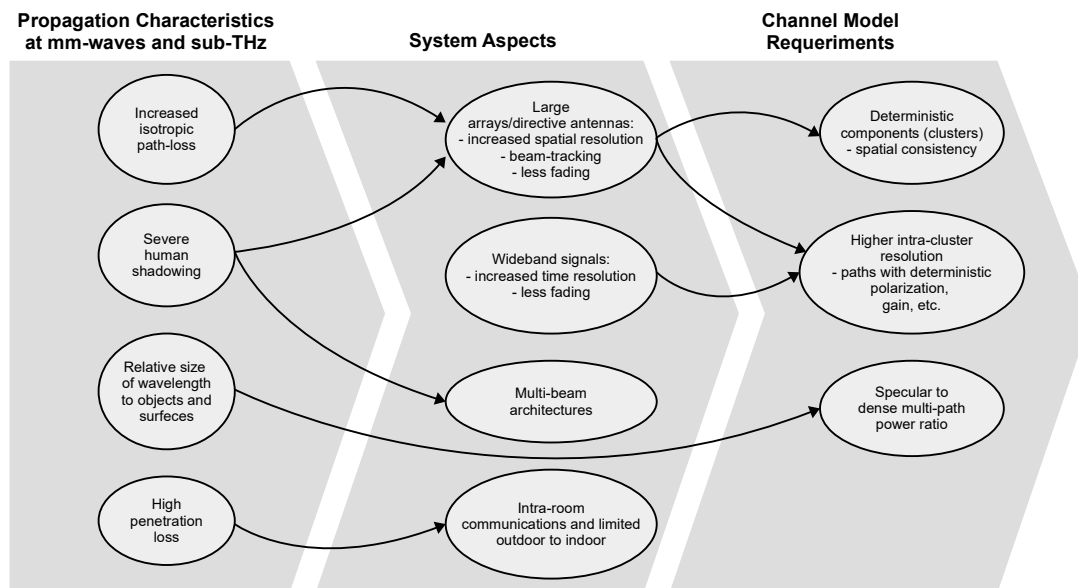 Propagation Characteristics
at mm-waves and sub-THz
System Aspects
Channel Model
Requeriments
Increased
isotropic
path-loss
Severe
human
shadowing
Relative size
of wavelength
to objects and
surfeces
High
penetration
loss
Large
arrays/directive antennas:
- increased spatial resolution
- beam-tracking
- less fading
Wideband signals:
- increased time resolution
- less fading
Multi-beam
architectures
Intra-room
communications and limited
outdoor to indoor
Deterministic
components (clusters)
- spatial consistency
Higher intra-cluster
resolution
- paths with deterministic
polarization,
gain, etc.
Specular to
dense multi-path
power ratio